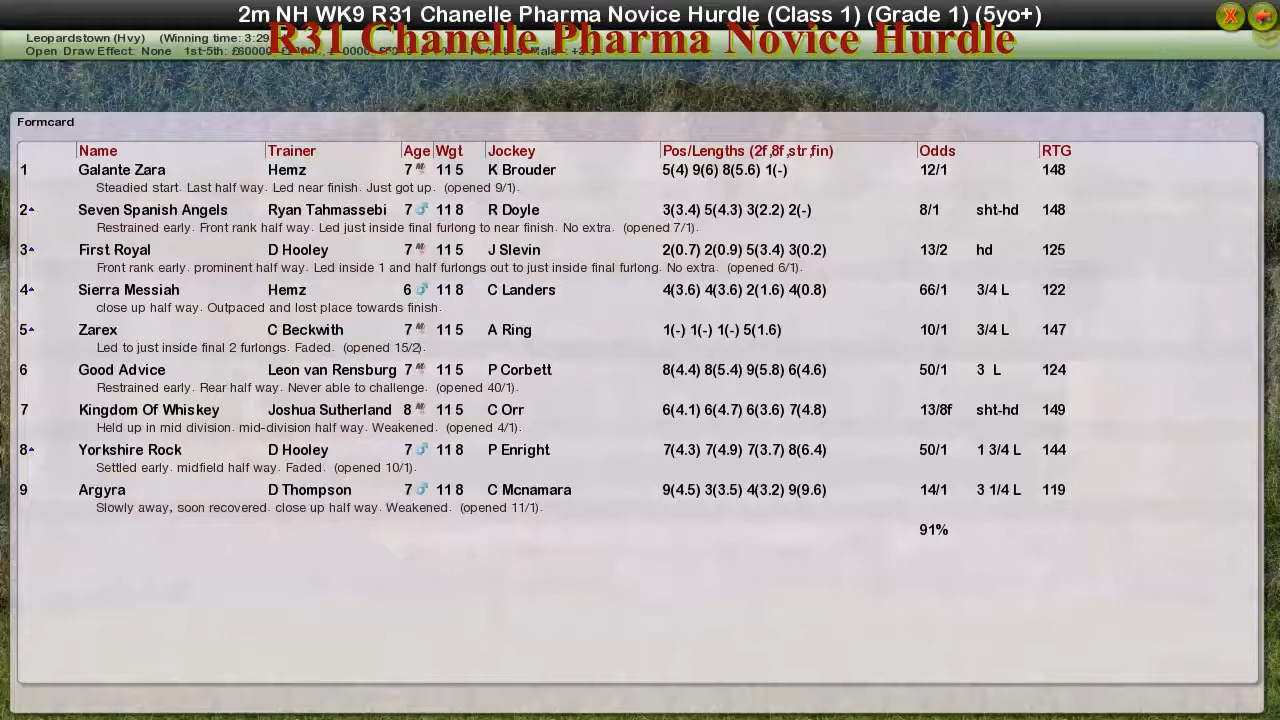 2m NH WK9 R31 Chanelle Pharma Novice Hurdle (Class 1) (Grade 1) (5yo+)
R31 Chanelle Pharma Novice Hurdle
Leopardstown (Hvy) (Winning time: 3:29
Open Draw Effect: None 1st-5th: £60000,
Formcard
Name Trainer Age Wgt Jockey Pos/Lengths (2f,8f,str,fin) Odds RTG
1 Galante Zara Hemz 7 11 5 K Brouder 5(4) 9(6) 8(5.6) 1(-) 12/1 148
Steadied start. Last half way. Led near finish. Just got up. (opened 9/1).
2 Seven Spanish Angels Ryan Tahmassebi 7 11 8 R Doyle 3(3.4) 5(4.3) 3(2.2) 2(-) 8/1 sht-hd 148
Restrained early. Front rank half way. Led just inside final furlong to near finish. No extra. (opened 7/1).
3 First Royal D Hooley 7 11 5 J Slevin 2(0.7) 2(0.9) 5(3.4) 3(0.2) 13/2 hd 125
Front rank early. prominent half way. Led inside 1 and half furlongs out to just inside final furlong. No extra. (opened 6/1).
4 Sierra Messiah Hemz 6 11 8 C Landers 4(3.6) 4(3.6) 2(1.6) 4(0.8) 66/1 3/4 L 122
close up half way. Outpaced and lost place towards finish.
5 Zarex C Beckwith 7 11 5 A Ring 1(-) 1(-) 1(-) 5(1.6) 10/1 3/4 L 147
Led to just inside final 2 furlongs. Faded. (opened 15/2).
6 Good Advice Leon van Rensburg 7 11 5 P Corbett 8(4.4) 8(5.4) 9(5.8) 6(4.6) 50/1 3 L 124
Restrained early. Rear half way. Never able to challenge. (opened 40/1).
7 Kingdom Of Whiskey Joshua Sutherland 8 11 5 C Orr 6(4.1) 6(4.7) 6(3.6) 7(4.8) 13/8f sht-hd 149
Held up in mid division. mid-division half way. Weakened. (opened 4/1).
8 Yorkshire Rock D Hooley 7 11 8 P Enright 7(4.3) 7(4.9) 7(3.7) 8(6.4) 50/1 1 3/4 L 144
Settled early. midfield half way. Faded. (opened 10/1).
9 Argyra D Thompson 7 11 8 C Mcnamara 9(4.5) 3(3.5) 4(3.2) 9(9.6) 14/1 3 1/4 L 119
Slowly away, soon recovered. close up half way. Weakened. (opened 11/1).
91%